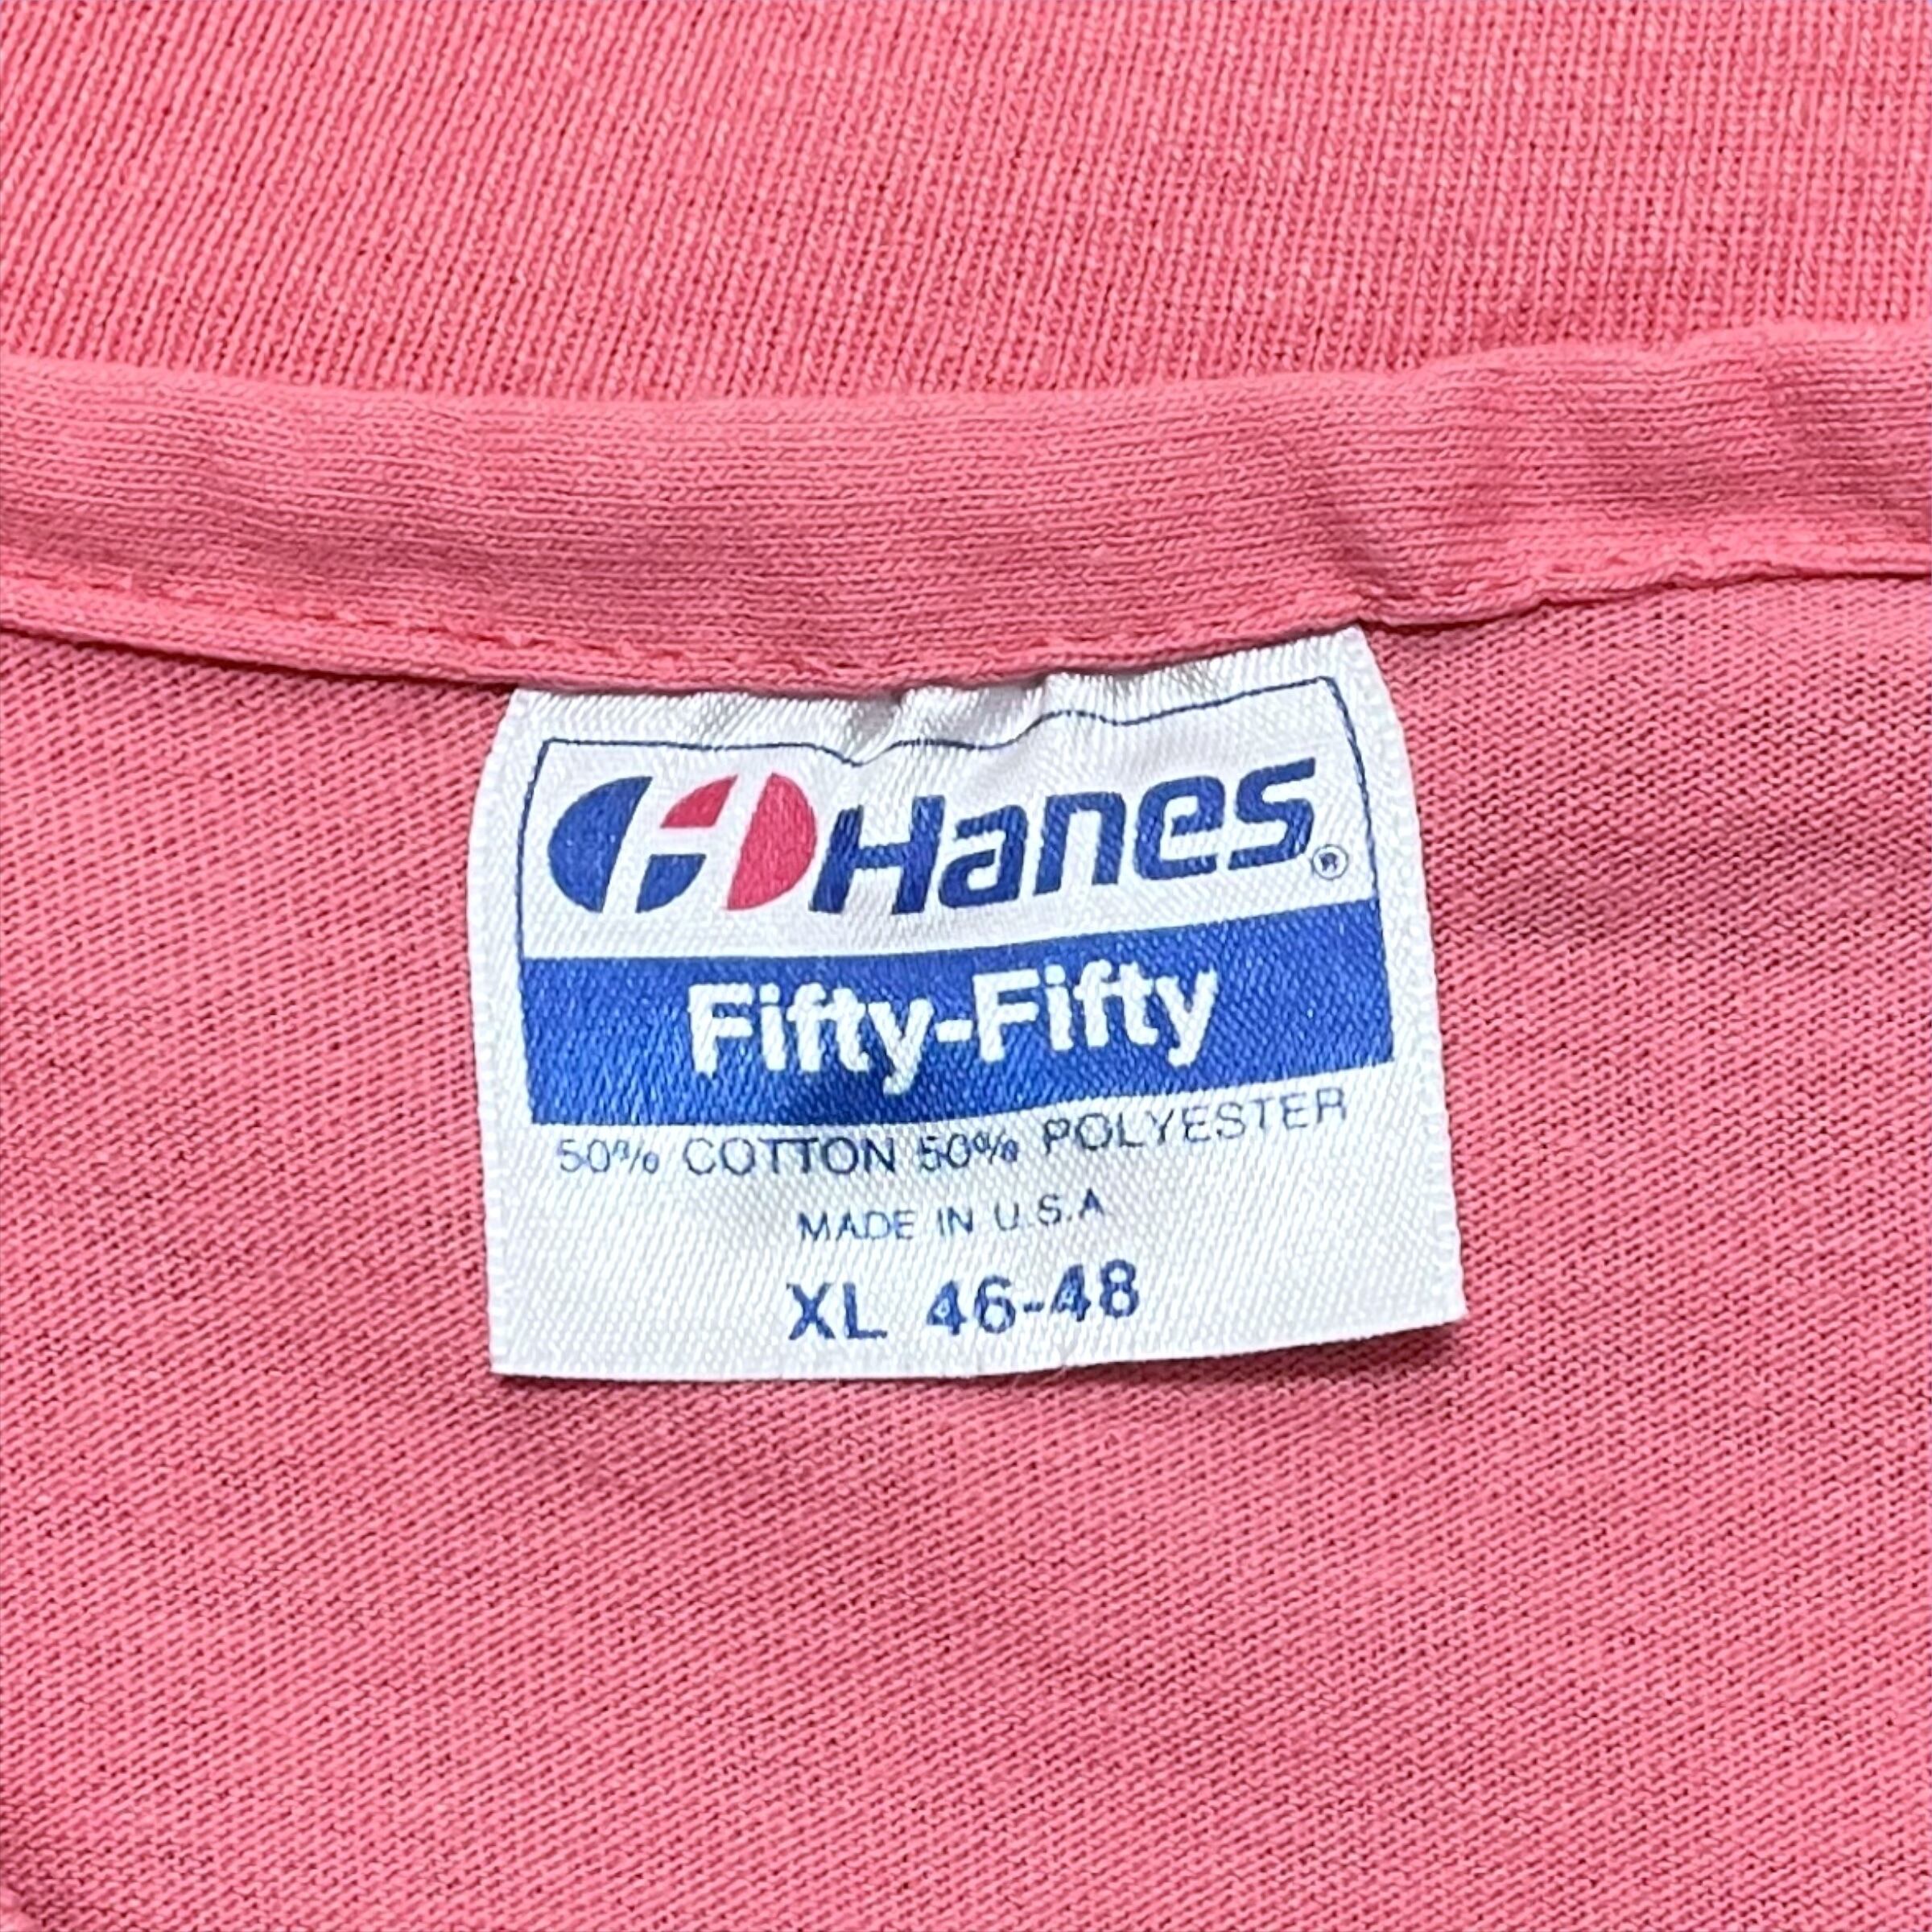 Hanes®
Fifty-Fifty
50% COTTON 50% POLYESTER
MADE IN U.S.A
XL 46-48